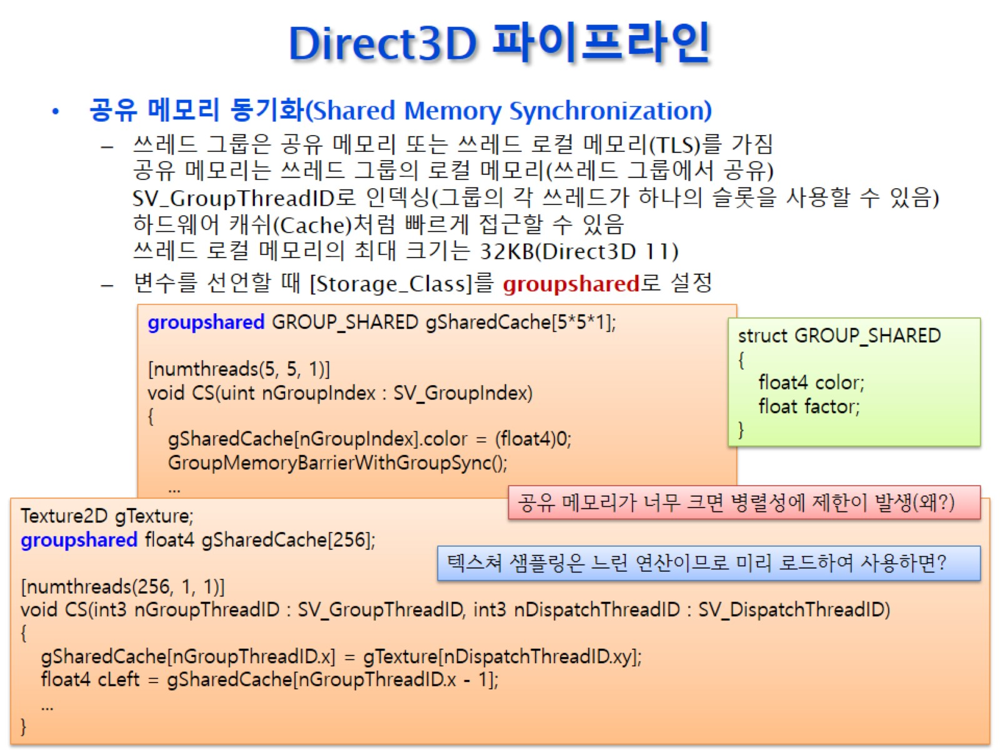 Direct3D 파이프라인
• 공유 메모리 동기화(Shared Memory Synchronization)
– 쓰레드 그룹은 공유 메모리 또는 쓰레드 로컬 메모리(TLS)를 가짐
공유 메모리는 쓰레드 그룹의 로컬 메모리(쓰레드 그룹에서 공유)
SV_GroupThreadID로 인덱싱(그룹의 각 쓰레드가 하나의 슬롯을 사용할 수 있음)
하드웨어 캐쉬(Cache)처럼 빠르게 접근할 수 있음
쓰레드 로컬 메모리의 최대 크기는 32KB(Direct3D 11)
– 변수를 선언할 때 [Storage_Class]를 groupshared로 설정
groupshared GROUP_SHARED gSharedCache[5*5*1];
[numthreads(5, 5, 1)]
void CS(uint nGroupIndex : SV_GroupIndex)
{
gSharedCache[nGroupIndex].color = (float4)0;
GroupMemoryBarrierWithGroupSync();
...
struct GROUP_SHARED
{
float4 color;
float factor;
}
공유 메모리가 너무 크면 병렬성에 제한이 발생(왜?)
Texture2D gTexture;
groupshared float4 gSharedCache[256];
텍스쳐 샘플링은 느린 연산이므로 미리 로드하여 사용하면?
[numthreads(256, 1, 1)]
void CS(int3 nGroupThreadID : SV_GroupThreadID, int3 nDispatchThreadID : SV_DispatchThreadID)
{
gSharedCache[nGroupThreadID.x] = gTexture[nDispatchThreadID.xy];
float4 cLeft = gSharedCache[nGroupThreadID.x - 1];
...
}